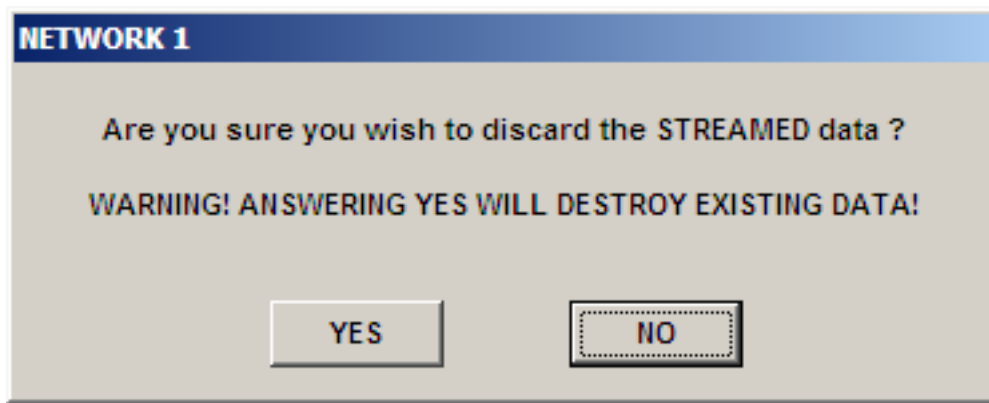 NETWORK 1
Are you sure you wish to discard the STREAMED data ?
WARNING! ANSWERING YES WILL DESTROY EXISTING DATA!
YES NO